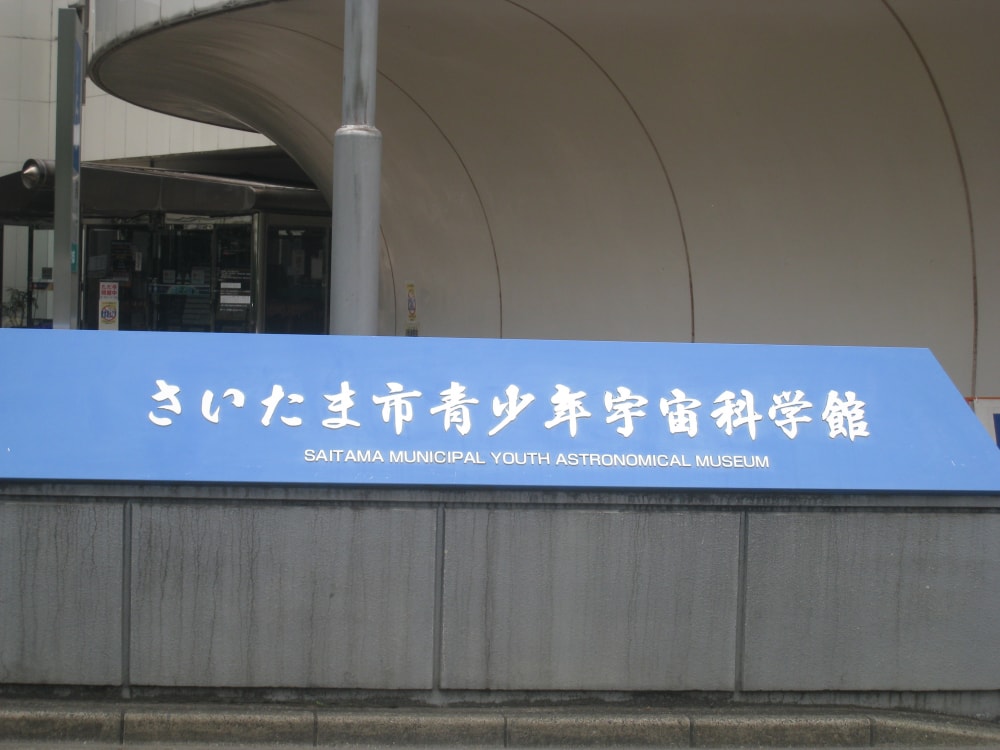 さいたま市青少年宇宙科学館
SAITAMA MUNICIPAL YOUTH ASTRONOMICAL MUSEUM